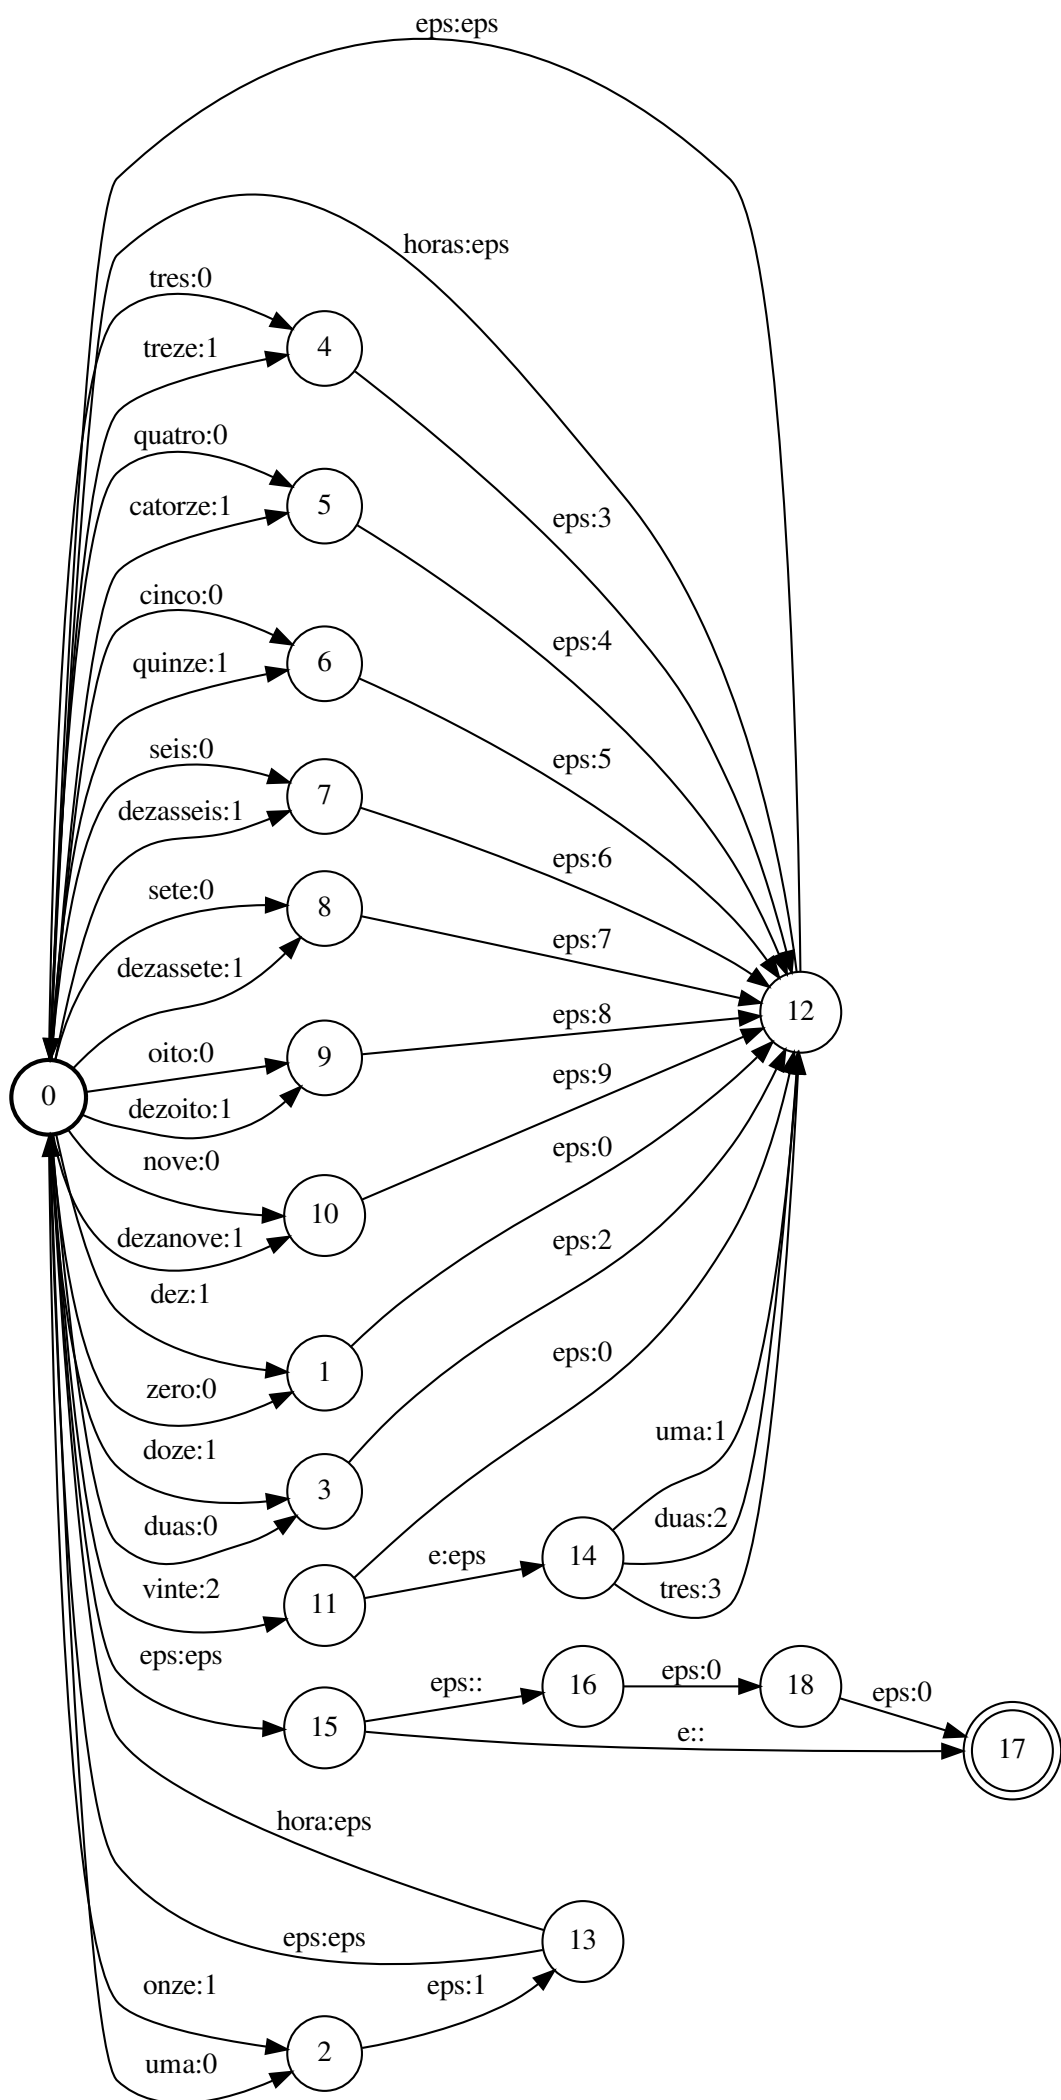 eps:eps
horas:eps
tres:0
4
treze:1
quatro:0
5
catorze:1
eps:3
cinco:0
6
quinze:1
eps:4
seis:0
7
dezasseis:1
eps:5
sete:0
8
dezassete:1
eps:6
eps:7
12
oito:0
9
eps:8
0
dezoito:1
eps:9
nove:0
10
dezanove:1
eps:0
dez:1
eps:2
1
zero:0
eps:0
doze:1
3
uma:1
duas:0
duas:2
e:eps
14
vinte:2
11
tres:3
eps:eps
15
eps::
16
eps:0
18
eps:0
e::
17
hora:eps
eps:eps
13
onze:1
eps:1
uma:0
2